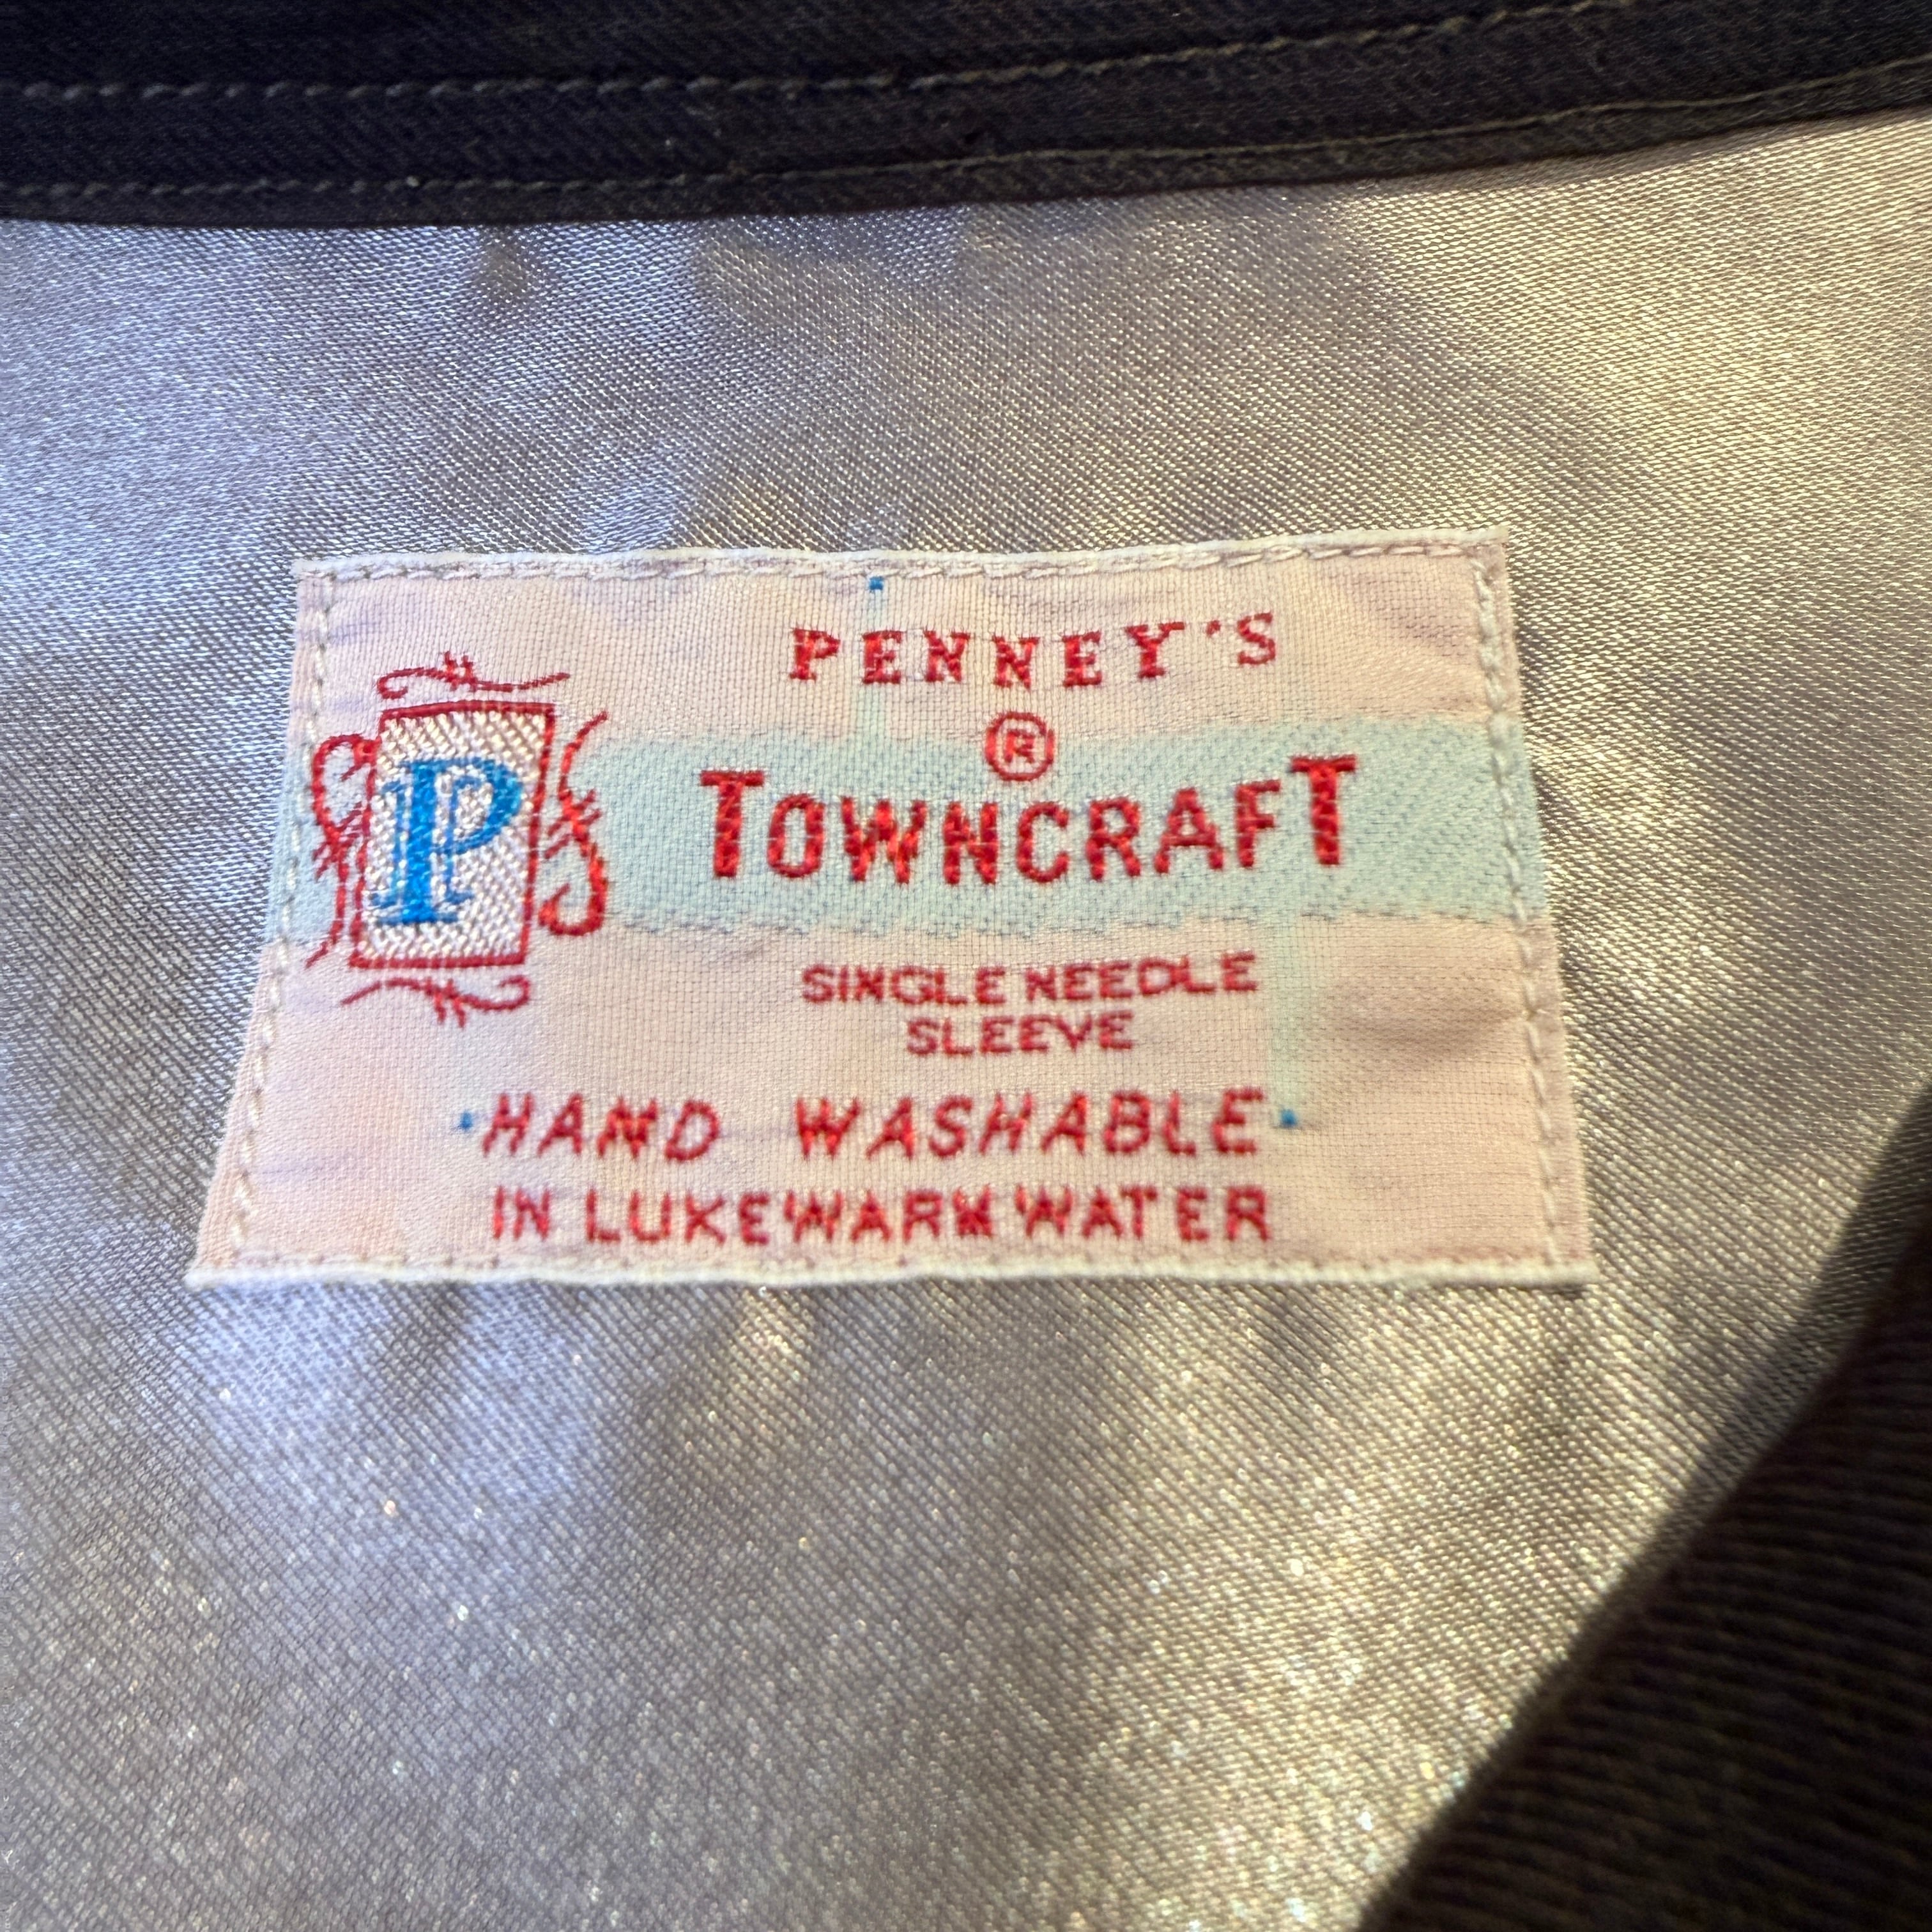 PENNEY'S
®
P
TOWNCRAFT
SINGLE NEEDLE
SLEEVE
HAND WASHABLE
IN LUKEWARM WATER